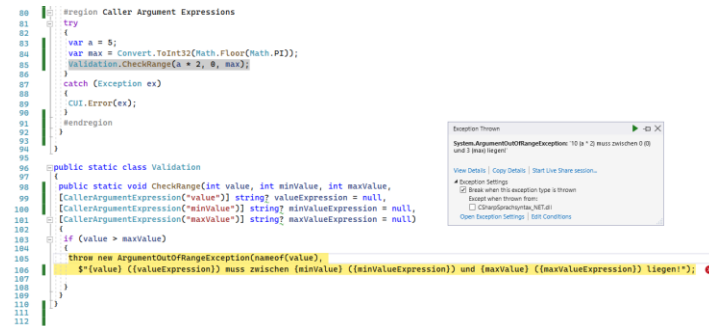 80 #region Caller Argument Expressions
81 try
82 {
83 var a = 5;
84 var max = Convert.ToInt32(Math.Floor(Math.PI));
85 Validation.CheckRange(a * 2, 0, max);
86 }
87 catch (Exception ex)
88 {
89 CUI.Error(ex);
90 }
91 #endregion
92 }
93
94 }
95
96 public static class Validation
97 {
98 public static void CheckRange(int value, int minValue, int maxValue,
99 [CallerArgumentExpression("value")] string? valueExpression = null,
100 [CallerArgumentExpression("minValue")] string? minValueExpression = null,
101 [CallerArgumentExpression("maxValue")] string? maxValueExpression = null)
102 {
103 if (value > maxValue)
104 {
105 throw new ArgumentOutOfRangeException(nameof(value),
106 $"{value} ({valueExpression}) muss zwischen {minValue} ({minValueExpression}) und {maxValue} ({maxValueExpression}) liegen!");
107
108 }
109 }
110 }
111
112
Exception Thrown
System.ArgumentOutOfRangeException: '10 (a * 2) muss zwischen 0 (0)
und 3 (max) liegen!'
View Details | Copy Details | Start Live Share session...
Exception Settings
Break when this exception type is thrown
Except when thrown from:
CSharpSprachsyntax_NET.dll
Open Exception Settings | Edit Conditions